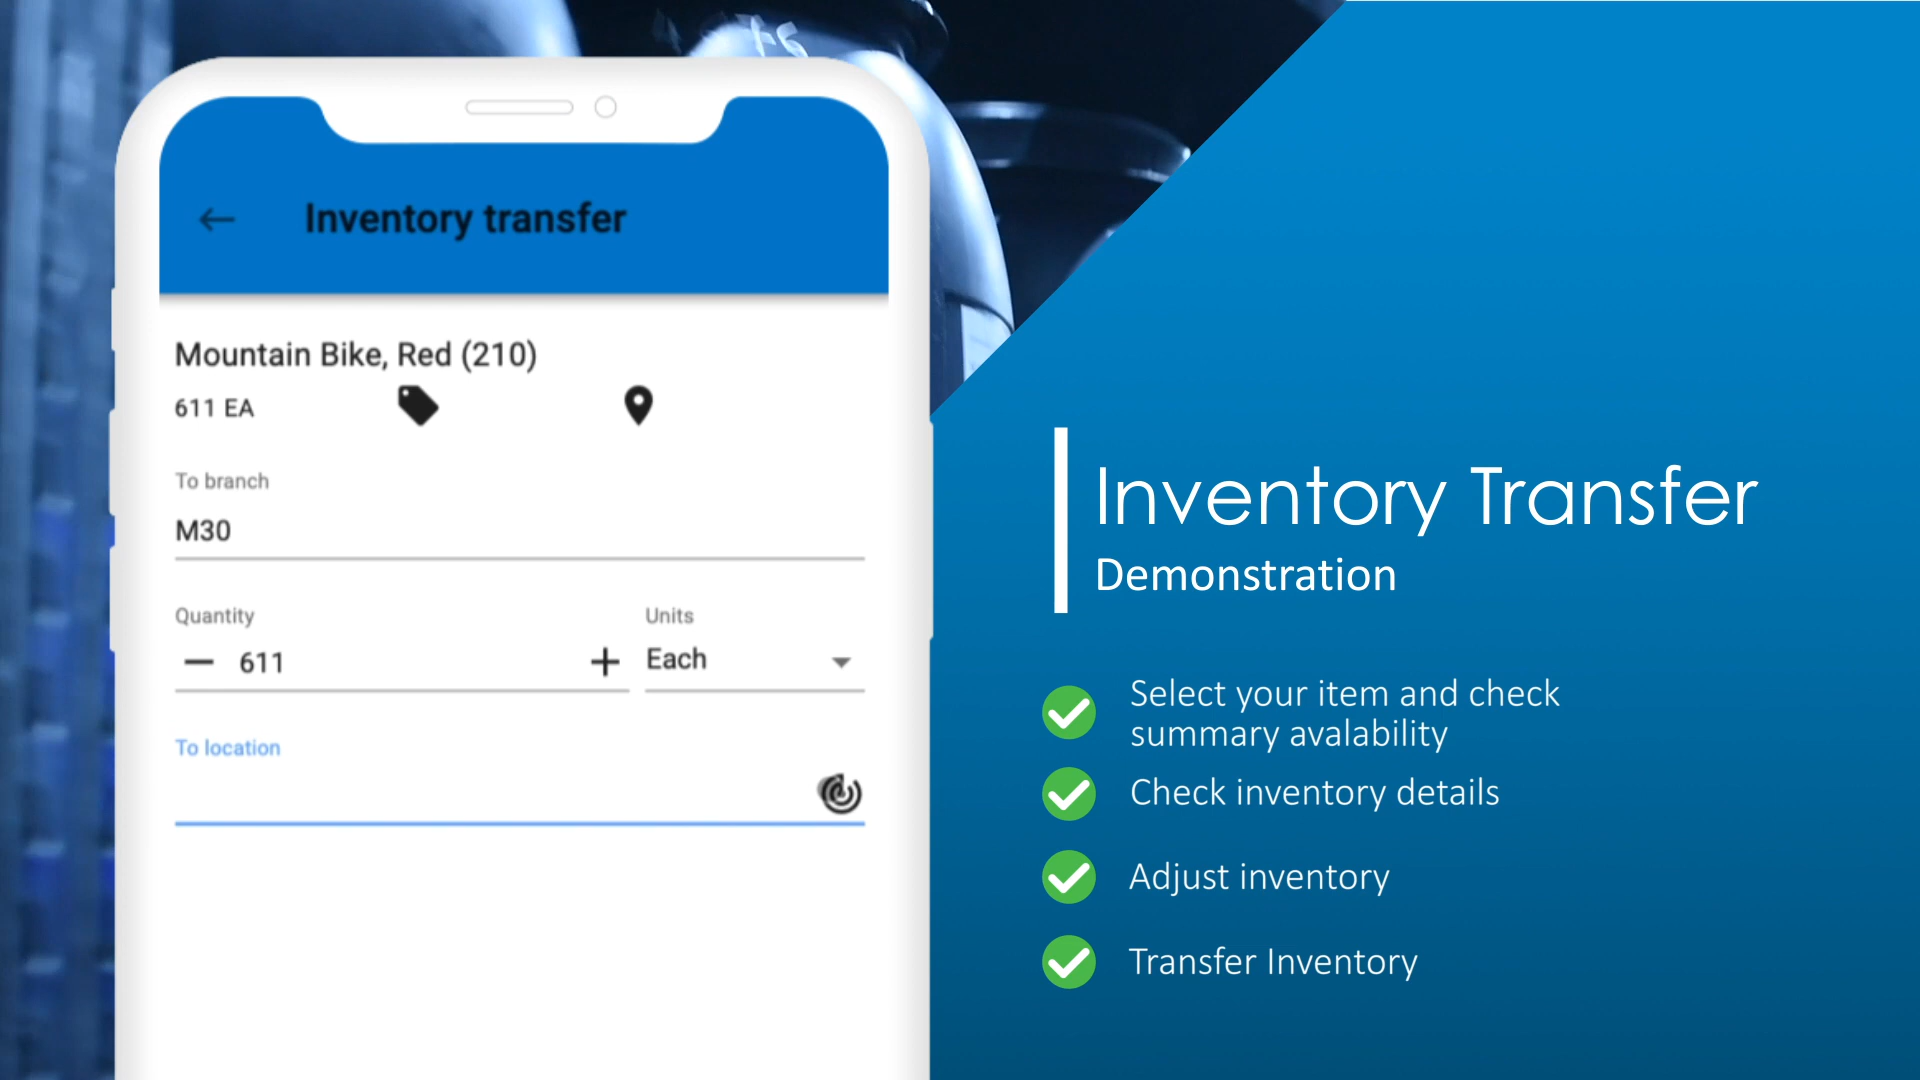 Inventory transfer
Mountain Bike, Red (210)
611 EA
To branch
M30
Quantity
Units
611
Each
To location
Inventory Transfer
Demonstration
Select your item and check
summary avalability
Check inventory details
Adjust inventory
Transfer Inventory